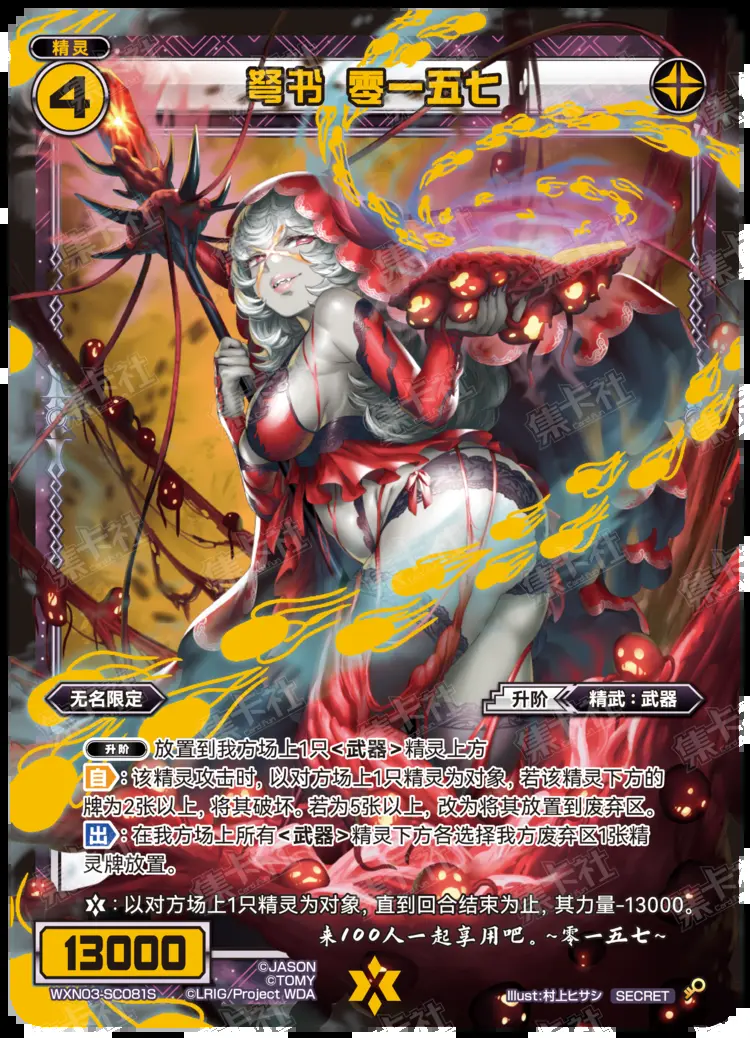 精灵
4
弩书 零一五七
无名限定
升阶 精武:武器
升阶 放置到我方场上1只<武器>精灵上方
自:该精灵攻击时, 以对方场上1只精灵为对象, 若该精灵下方的
牌为2张以上, 将其破坏。若为5张以上, 改为将其放置到废弃区。
出:在我方场上所有<武器>精灵下方各选择我方废弃区1张精
灵牌放置。
:以对方场上1只精灵为对象, 直到回合结束为止, 其力量-13000。
来100人一起享用吧。~零一五七~
13000
©JASON
©TOMY
WXN03-SC081S ©LRIG/Project WDA
Illust:村上ヒサシ SECRET
集卡社